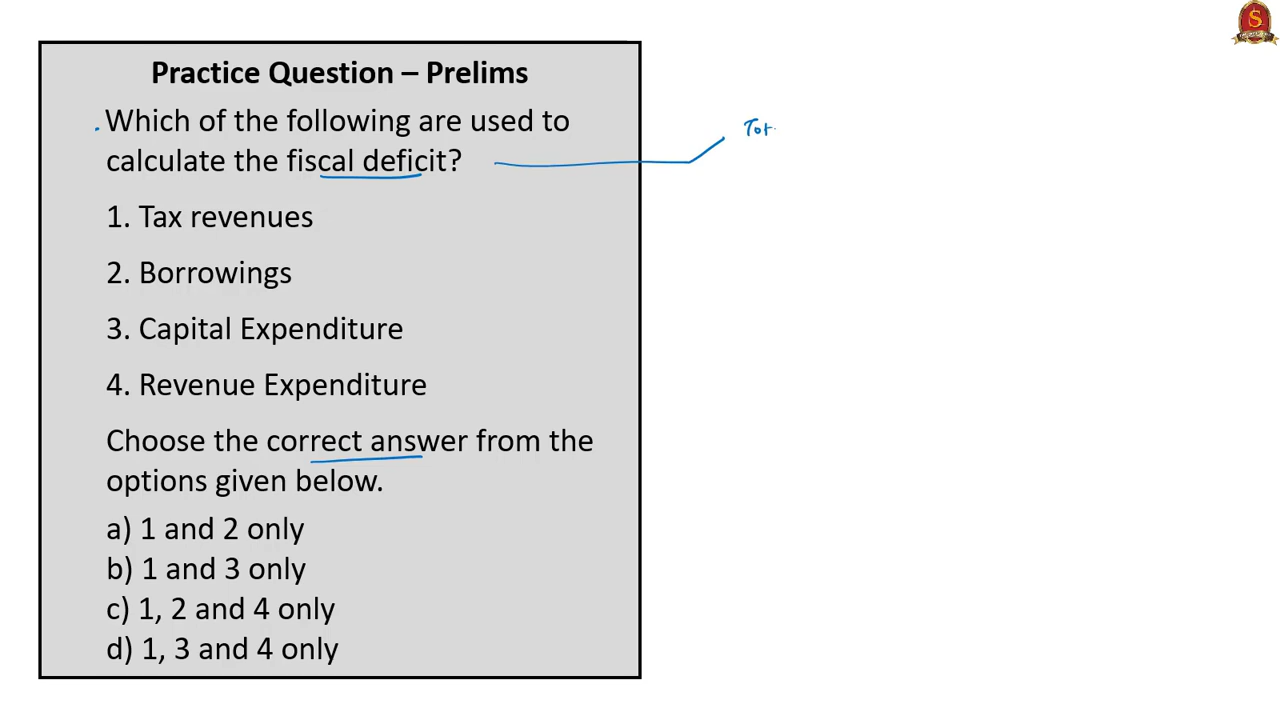 Practice Question – Prelims
Which of the following are used to
calculate the fiscal deficit?
Tot
1. Tax revenues
2. Borrowings
3. Capital Expenditure
4. Revenue Expenditure
Choose the correct answer from the
options given below.
a) 1 and 2 only
b) 1 and 3 only
c) 1, 2 and 4 only
d) 1, 3 and 4 only